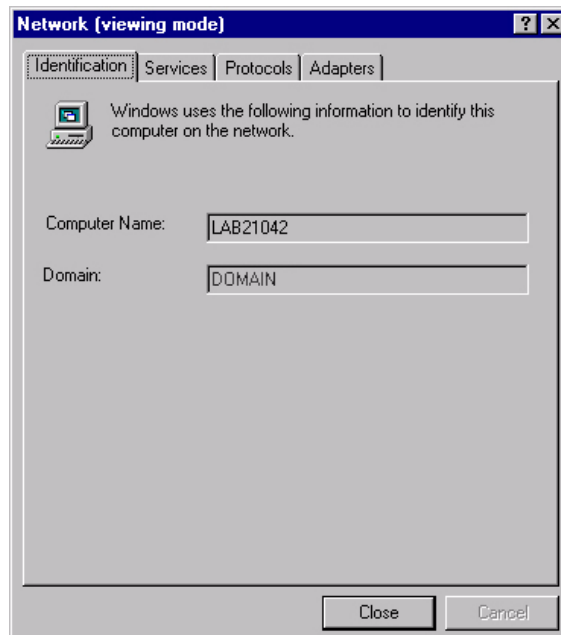 Network (viewing mode)
Identification Services Protocols Adapters
Windows uses the following information to identify this
computer on the network.
Computer Name: LAB21042
Domain: DOMAIN
Close Cancel